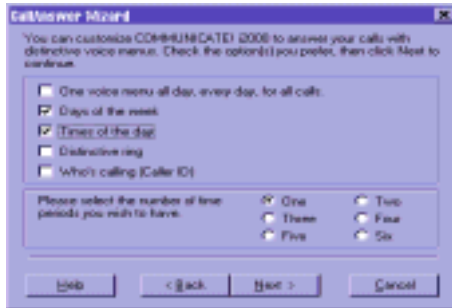 Call/Answer Wizard
You can customize COMMUNICATE! i2000 to answer your calls with
distinctive voice menus. Check the option(s) you prefer, then click Next to
continue.
One voice menu all day, every day, for all calls.
Days of the week
Times of the day
Distinctive ring
Who's calling (Caller ID)
Please select the number of time
periods you wish to have.
One
Two
Three
Four
Five
Six
Help
< Back
Next >
Cancel